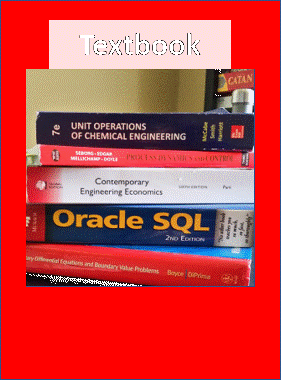 Textbook
CATAN
7e
UNIT OPERATIONS
OF CHEMICAL ENGINEERING
McCabe
Smith
Harriott
SEBORG · EDGAR
MELLICHAMP · DOYLE
PROCESS DYNAMICS and CONTROL
Contemporary
Engineering Economics
Park
Oracle SQL
2ND EDITION
Differential Equations and Boundary Value Problems
Boyce DiPrima